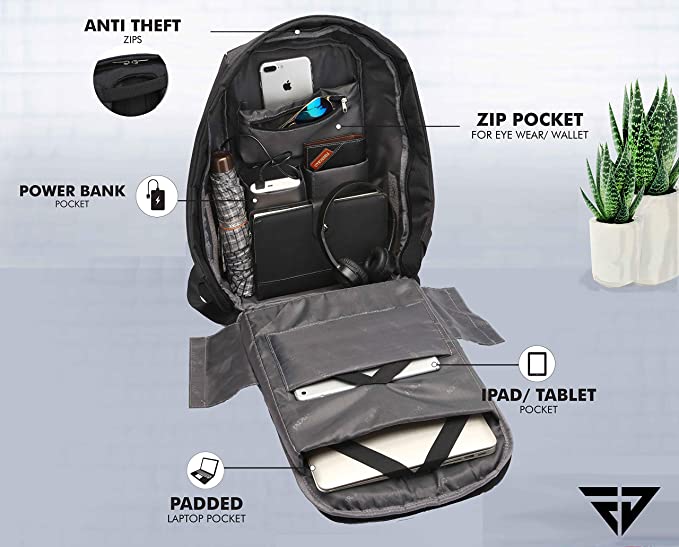 ANTI THEFT
ZIPS
ZIP POCKET
FOR EYE WEAR/ WALLET
POWER BANK
POCKET
IPAD/ TABLET
POCKET
PADDED
LAPTOP POCKET